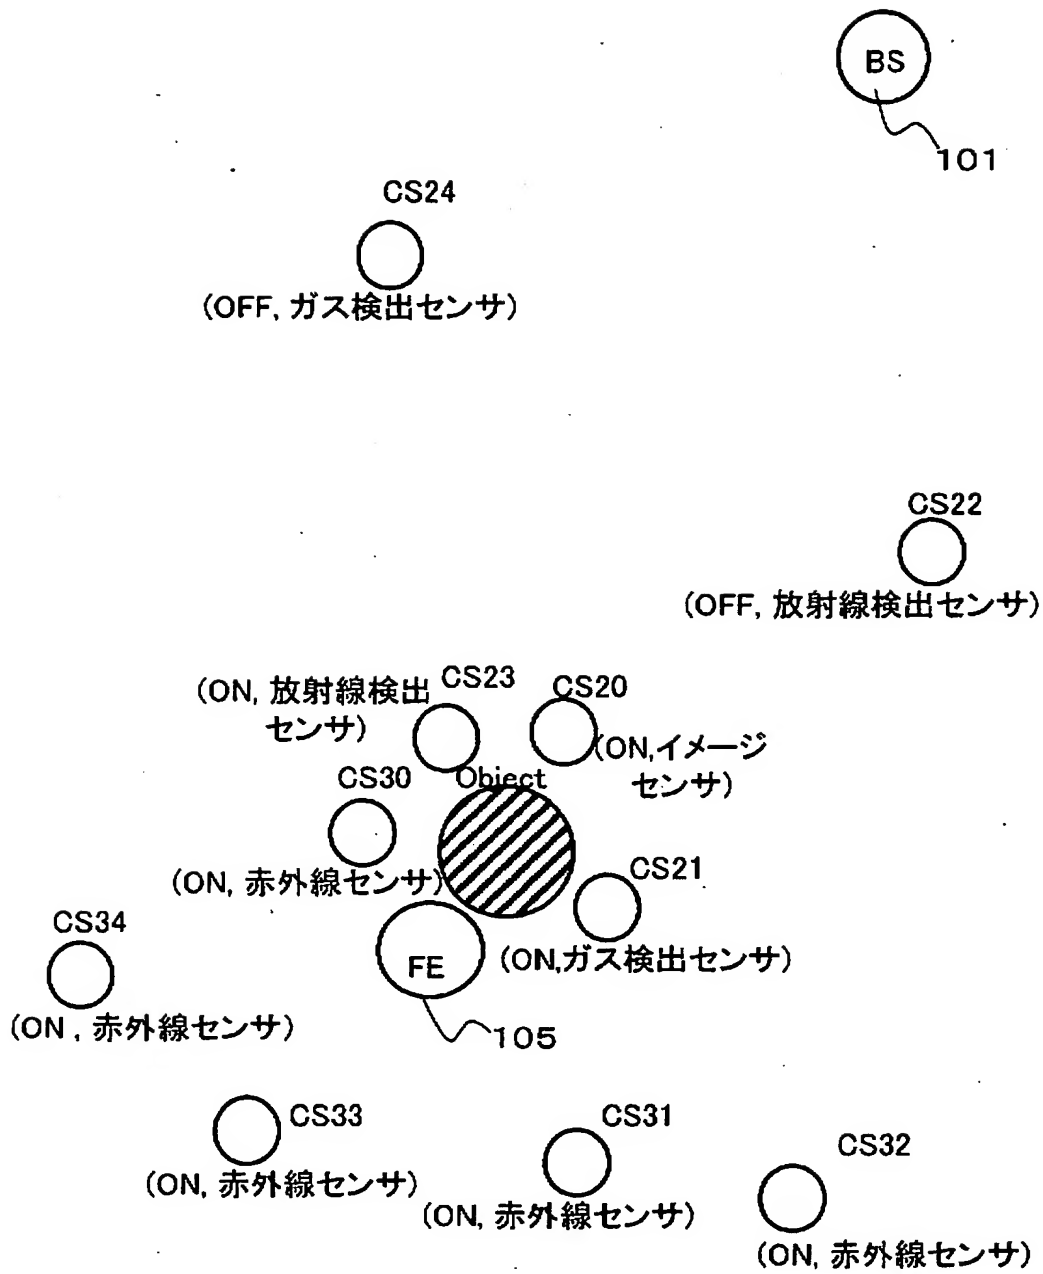 BS
101
CS24
(OFF, ガス検出センサ)
CS22
(OFF, 放射線検出センサ)
CS23
(ON, 放射線検出
センサ)
CS20
(ON,イメージ
センサ)
CS30
Object
(ON, 赤外線センサ)
CS21
(ON,ガス検出センサ)
CS34
(ON , 赤外線センサ)
FE
105
CS33
(ON, 赤外線センサ)
CS31
(ON, 赤外線センサ)
CS32
(ON, 赤外線センサ)